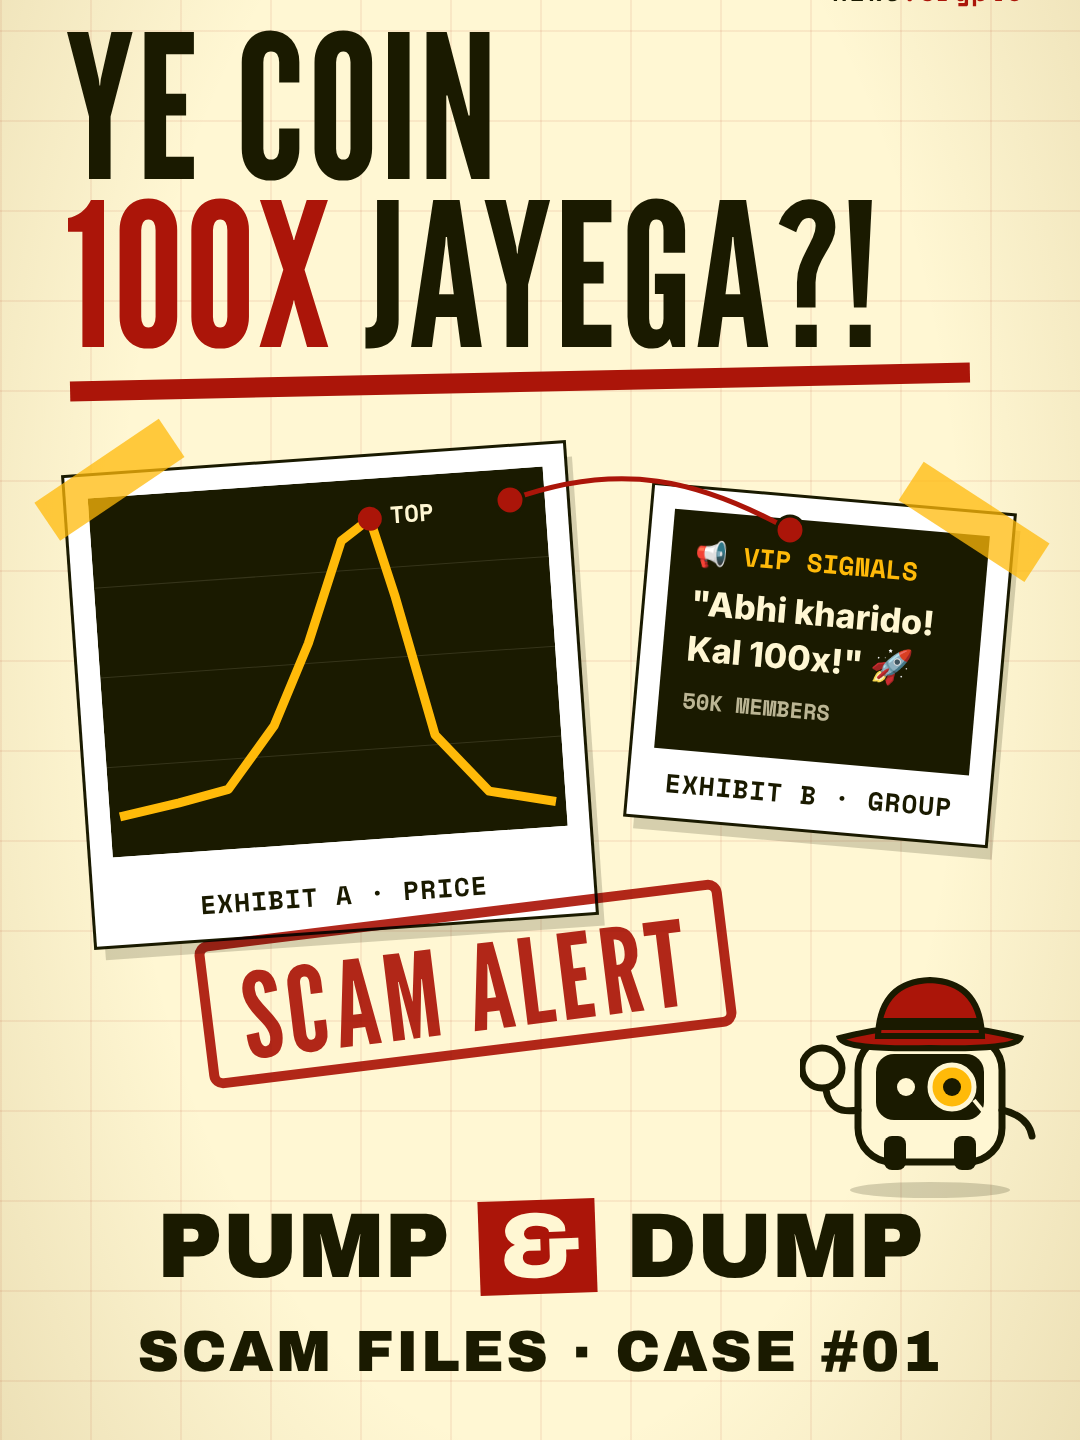 YE COIN
100X JAYEGA?!
TOP
EXHIBIT A · PRICE
📢 VIP SIGNALS
"Abhi kharido!
Kal 100x!" 🚀
50K MEMBERS
EXHIBIT B · GROUP
SCAM ALERT
PUMP & DUMP
SCAM FILES · CASE #01